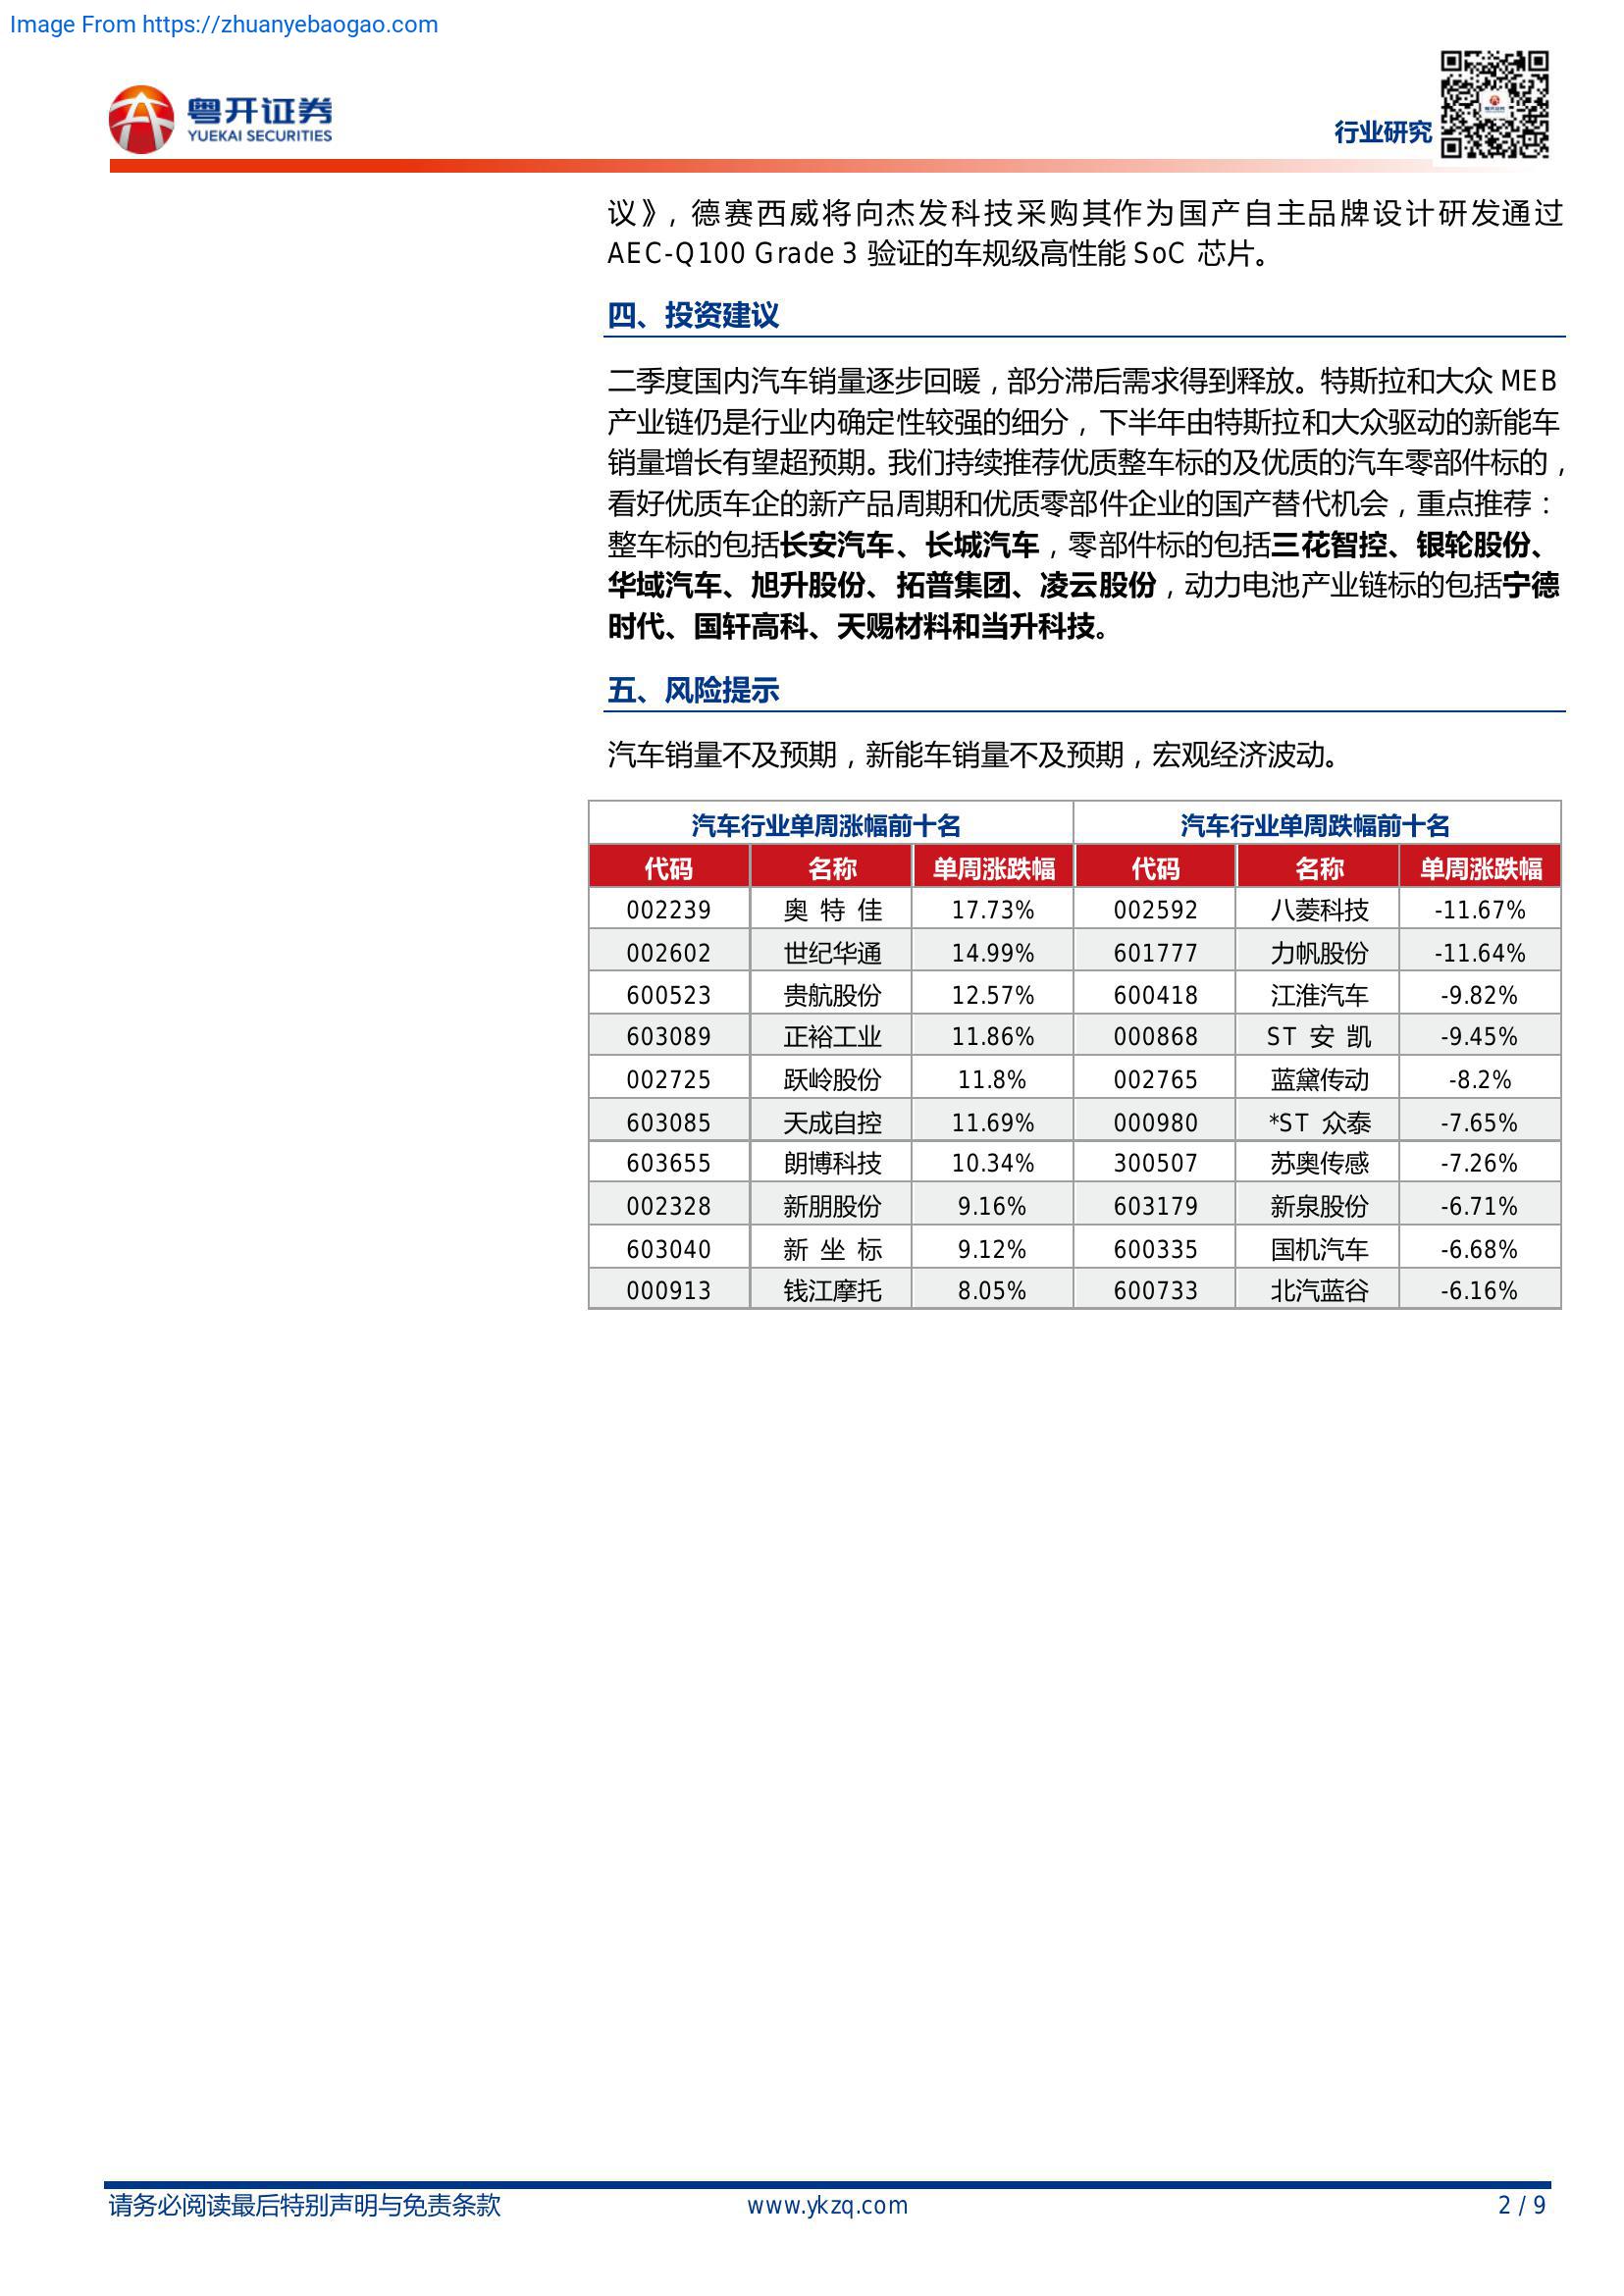 Image From https://zhuanyebaogao.com
粤开证券
YUEKAI SECURITIES
行业研究
议》, 德赛西威将向杰发科技采购其作为国产自主品牌设计研发通过
AEC-Q100 Grade 3 验证的车规级高性能 SoC 芯片。
四、投资建议
二季度国内汽车销量逐步回暖，部分滞后需求得到释放。特斯拉和大众 MEB
产业链仍是行业内确定性较强的细分，下半年由特斯拉和大众驱动的新能车
销量增长有望超预期。我们持续推荐优质整车标的及优质的汽车零部件标的，
看好优质车企的新产品周期和优质零部件企业的国产替代机会，重点推荐：
整车标的包括长安汽车、长城汽车，零部件标的包括三花智控、银轮股份、
华域汽车、旭升股份、拓普集团、凌云股份，动力电池产业链标的包括宁德
时代、国轩高科、天赐材料和当升科技。
五、风险提示
汽车销量不及预期，新能车销量不及预期，宏观经济波动。
汽车行业单周涨幅前十名 汽车行业单周跌幅前十名
代码 名称 单周涨跌幅 代码 名称 单周涨跌幅
002239 奥 特 佳 17.73% 002592 八菱科技 -11.67%
002602 世纪华通 14.99% 601777 力帆股份 -11.64%
600523 贵航股份 12.57% 600418 江淮汽车 -9.82%
603089 正裕工业 11.86% 000868 ST 安 凯 -9.45%
002725 跃岭股份 11.8% 002765 蓝黛传动 -8.2%
603085 天成自控 11.69% 000980 *ST 众泰 -7.65%
603655 朗博科技 10.34% 300507 苏奥传感 -7.26%
002328 新朋股份 9.16% 603179 新泉股份 -6.71%
603040 新 坐 标 9.12% 600335 国机汽车 -6.68%
000913 钱江摩托 8.05% 600733 北汽蓝谷 -6.16%
请务必阅读最后特别声明与免责条款 www.ykzq.com 2 / 9